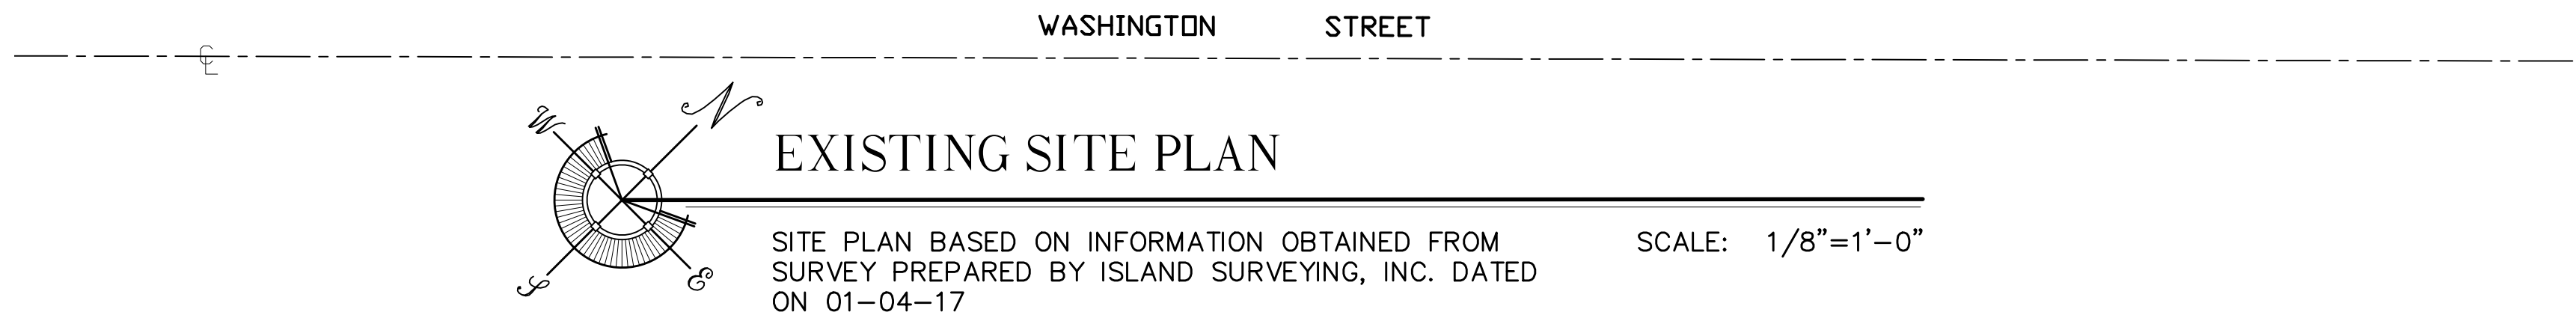 WASHINGTON STREET
℄
N
W
EXISTING SITE PLAN
SITE PLAN BASED ON INFORMATION OBTAINED FROM
SURVEY PREPARED BY ISLAND SURVEYING, INC. DATED
ON 01-04-17
SCALE: 1/8"=1'-0"
S
E